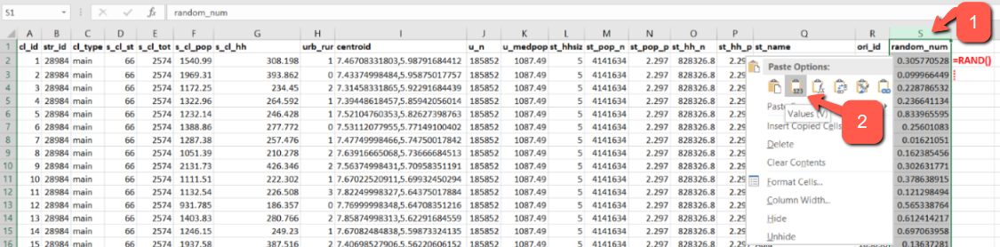 S1 fx random_num
A B C D E F G H I J K L M N O P Q R S T U
1 cl_id str_id cl_type s_cl_st s_cl_tot s_cl_pop s_cl_hh urb_rur centroid u_n u_medpop st_hhsiz st_pop_n st_pop_p st_hh_n st_hh_p st_name ori_id random_num 1
2 1 28984 main 66 2574 1540.99 308.198 1 7.46708331803,5.98791684412 185852 1087.49 5 4141634 2.297 828326.8 2.29 Paste Options: 0.305770528 =RAND()
3 2 28984 main 66 2574 1969.31 393.862 0 7.43374998484,5.95875017757 185852 1087.49 5 4141634 2.297 828326.8 2.29 123 fx 0.099966449
4 3 28984 main 66 2574 1172.25 234.45 2 7.31458331865,5.92291684439 185852 1087.49 5 4141634 2.297 828326.8 2.29 0.228786532
5 4 28984 main 66 2574 1322.96 264.592 1 7.39448618457,5.85942056014 185852 1087.49 5 4141634 2.297 828326.8 2.29 0.236641134
6 5 28984 main 66 2574 1232.14 246.428 1 7.52104760353,5.82627398763 185852 1087.49 5 4141634 2.297 828326.8 2.29 Values (V) 2 0.833965595
7 6 28984 main 66 2574 1388.86 277.772 0 7.53112077955,5.77149100402 185852 1087.49 5 4141634 2.297 828326.8 2.29 Insert Copied Cells 0.25601083
8 7 28984 main 66 2574 1287.38 257.476 1 7.47749998466,5.74750017842 185852 1087.49 5 4141634 2.297 828326.8 2.29 Delete 0.01621051
9 8 28984 main 66 2574 1051.39 210.278 2 7.63916665068,5.73666684513 185852 1087.49 5 4141634 2.297 828326.8 2.29 Clear Contents 0.162385456
10 9 28984 main 66 2574 2131.73 426.346 2 7.56374998431,5.70958351191 185852 1087.49 5 4141634 2.297 828326.8 2.29 0.302631771
11 10 28984 main 66 2574 1111.51 222.302 1 7.67022520911,5.69932450294 185852 1087.49 5 4141634 2.297 828326.8 2.29 Format Cells... 0.378638915
12 11 28984 main 66 2574 1132.54 226.508 3 7.82249998327,5.64375017884 185852 1087.49 5 4141634 2.297 828326.8 2.29 Column Width... 0.121298494
13 12 28984 main 66 2574 931.785 186.357 0 7.76999998348,5.64708351216 185852 1087.49 5 4141634 2.297 828326.8 2.29 0.565338764
14 13 28984 main 66 2574 1403.83 280.766 2 7.85874998313,5.62291684559 185852 1087.49 5 4141634 2.297 828326.8 2.29 Hide 0.612414217
15 14 28984 main 66 2574 1246.15 249.23 1 7.67082484838,5.59873324135 185852 1087.49 5 4141634 2.297 828326.8 2.29 Unhide 0.697063958
16 15 28984 main 66 2574 1937.58 387.516 2 7.40698527906,5.56220606152 185852 1087.49 5 4141634 2.297 828326.8 2.29 0.13637281